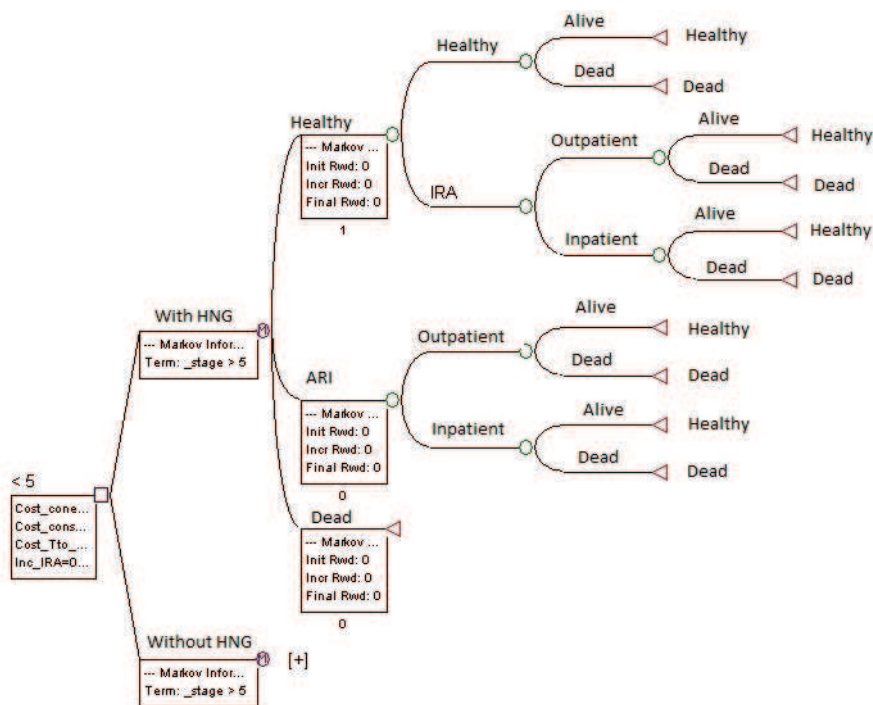 Alive
Healthy
Healthy
Dead
Dead
Healthy
--- Markov ...
Init Rwd: 0
Incr Rwd: 0
Final Rwd: 0
1
Alive
Outpatient
Healthy
Dead
Dead
IRA
Alive
Inpatient
Healthy
Dead
Dead
With HNG
--- Markov Infor...
Term: _stage > 5
Alive
Outpatient
Healthy
Dead
Dead
ARI
--- Markov ...
Init Rwd: 0
Incr Rwd: 0
Final Rwd: 0
0
Alive
Inpatient
Healthy
Dead
Dead
< 5
Cost_cone...
Cost_cons...
Cost_Tto_...
Inc_IRA=0...
Dead
--- Markov ...
Init Rwd: 0
Incr Rwd: 0
Final Rwd: 0
0
Without HNG
[+]
--- Markov Infor...
Term: _stage > 5
M
M